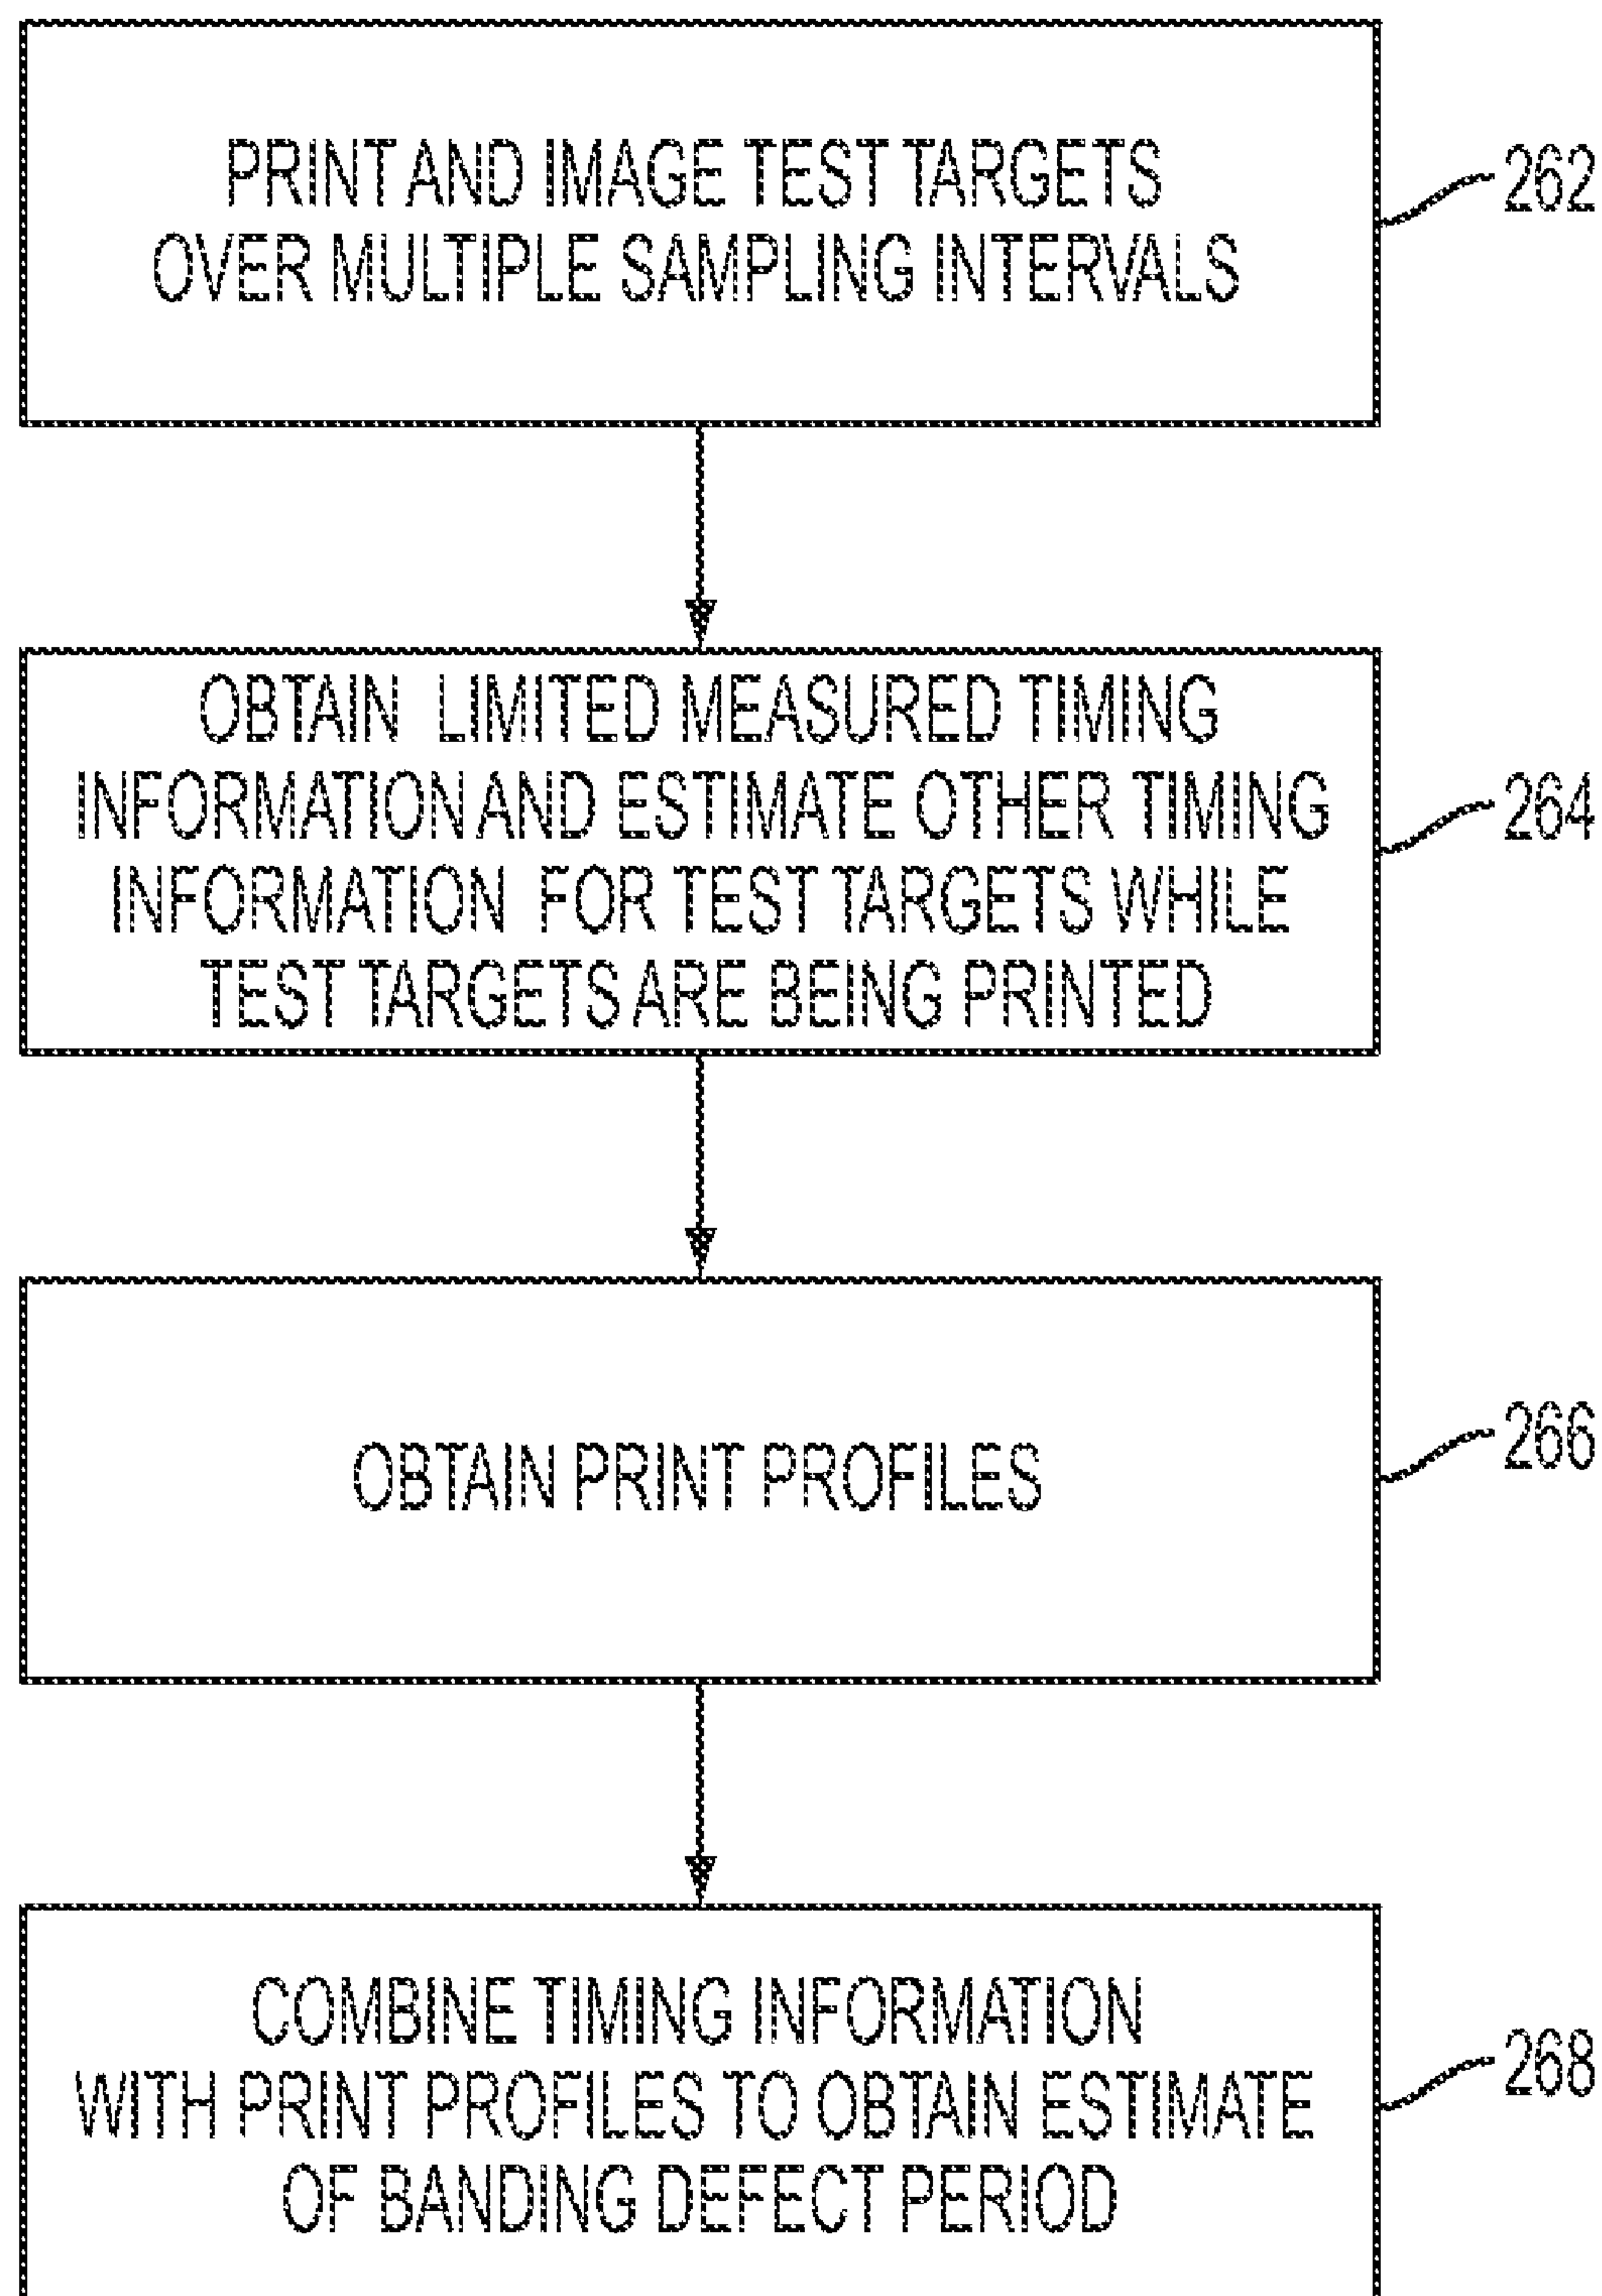 PRINT AND IMAGE TEST TARGETS
OVER MULTIPLE SAMPLING INTERVALS
262
OBTAIN LIMITED MEASURED TIMING
INFORMATION AND ESTIMATE OTHER TIMING
INFORMATION FOR TEST TARGETS WHILE
TEST TARGETS ARE BEING PRINTED
264
OBTAIN PRINT PROFILES
266
COMBINE TIMING INFORMATION
WITH PRINT PROFILES TO OBTAIN ESTIMATE
OF BANDING DEFECT PERIOD
268